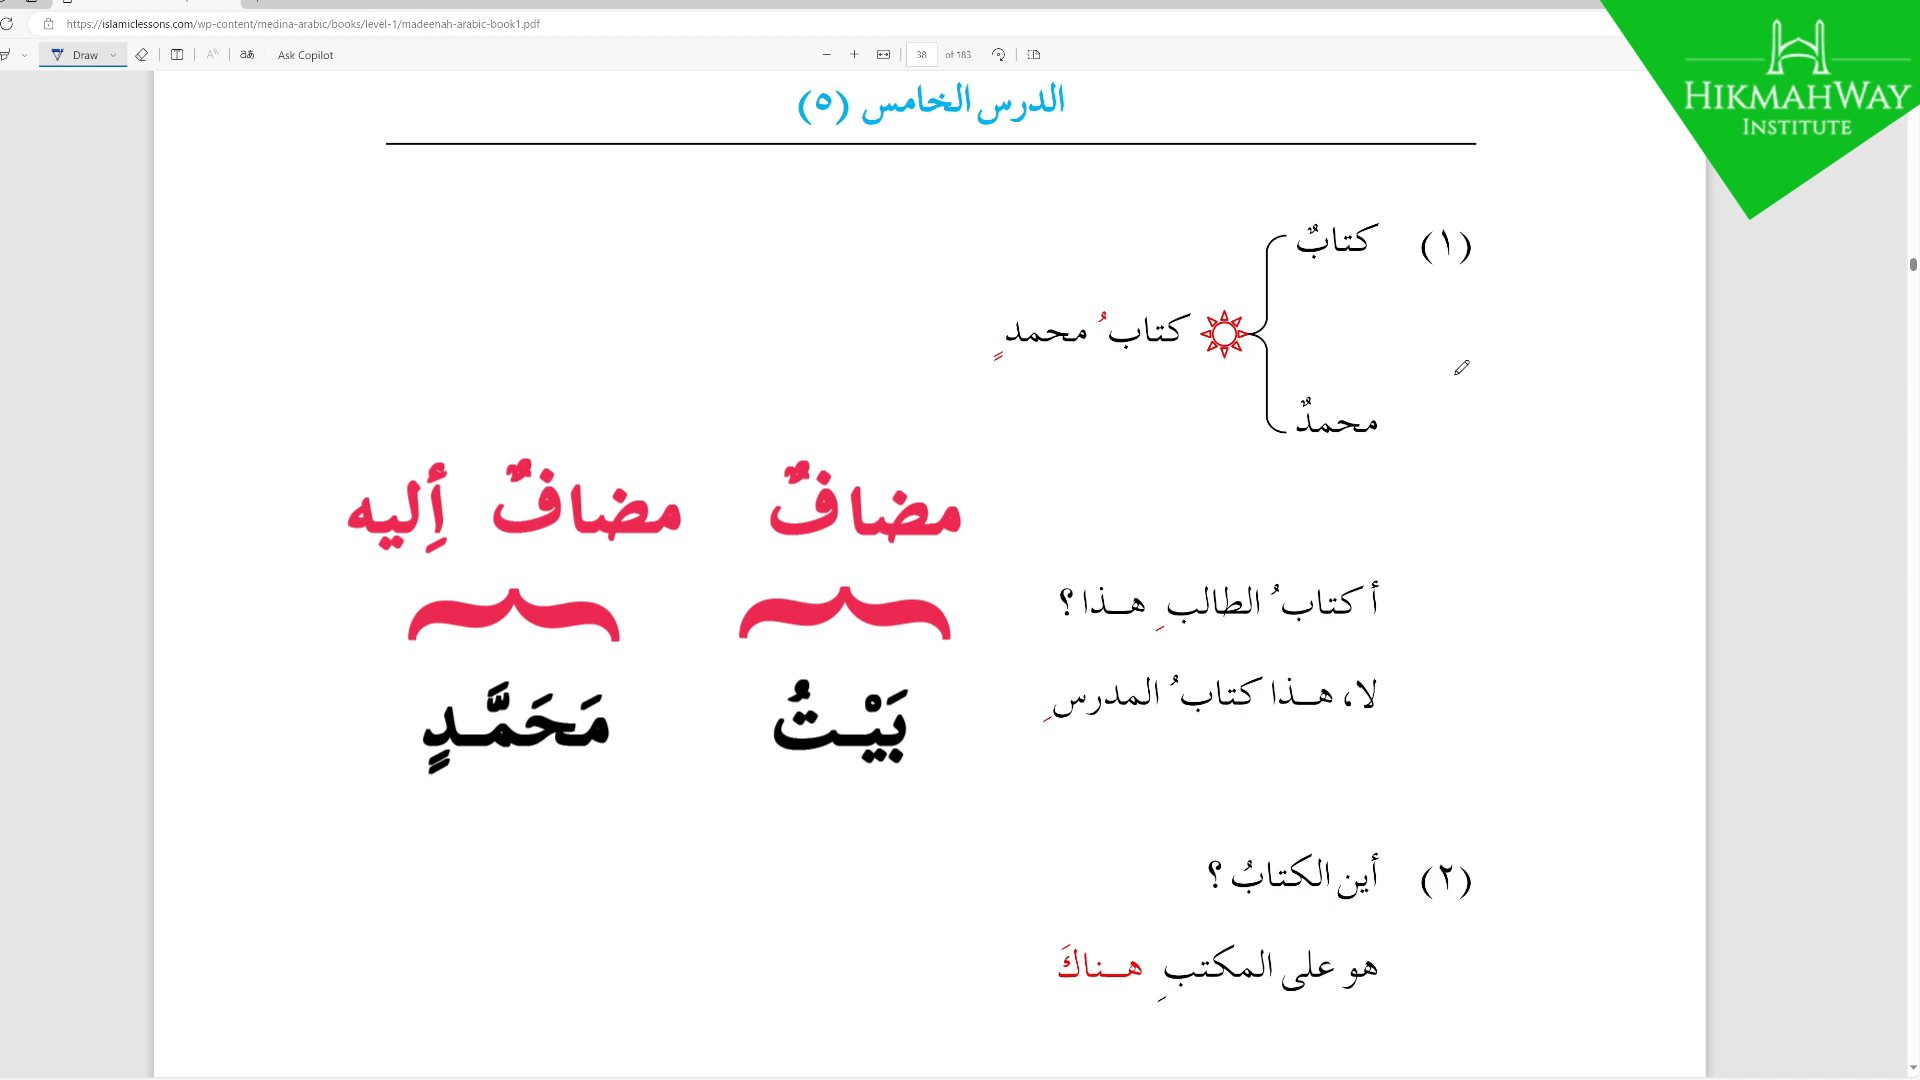 https://islamiclessons.com/wp-content/medina-arabic/books/level-1/madeenah-arabic-book1.pdf
Draw
Ask Copilot
38 of 183
HIKMAHWAY
INSTITUTE
الدرس الخامس (٥)
(١) كتابٌ
كتابُ محمدٍ
محمدٌ
مضافٌ مضافٌ أِليه
بَيْتُ مَحَمَّدٍ
أ كتابُ الطالبِ هـذا ؟
لا، هـذا كتابُ المدرسِ
(٢) أين الكتابُ ؟
هو على المكتبِ هـناكَ